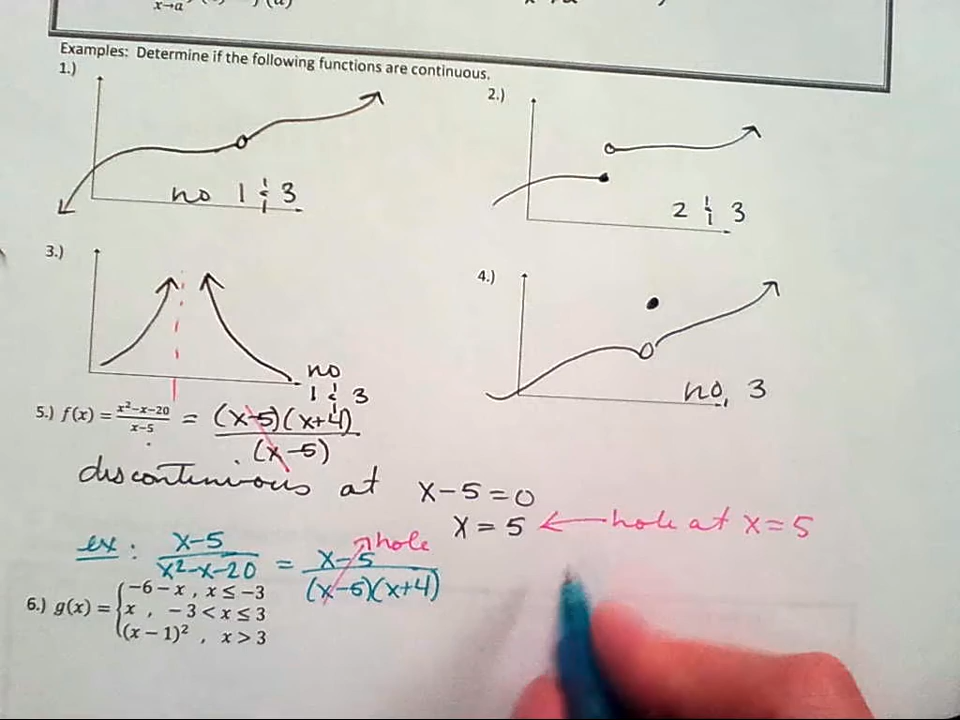 x→a
Examples: Determine if the following functions are continuous.
1.)
no 1 & 3
2.)
2 & 3
3.)
no
1 & 3
4.)
no, 3
5.) f(x) = x²-x-20 / x-5 = (x-5)(x+4) / (x-5)
discontinuous at x-5=0
x = 5 ← hole at x=5
ex: x-5 / x²-x-20 = x-5 / (x-5)(x+4)
hole
6.) g(x) = { -6 - x , x ≤ -3
x , -3 < x ≤ 3
(x - 1)² , x > 3